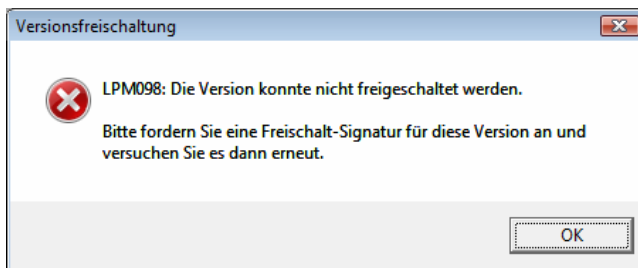 Versionsfreischaltung
LPM098: Die Version konnte nicht freigeschaltet werden.
Bitte fordern Sie eine Freischalt-Signatur für diese Version an und
versuchen Sie es dann erneut.
OK